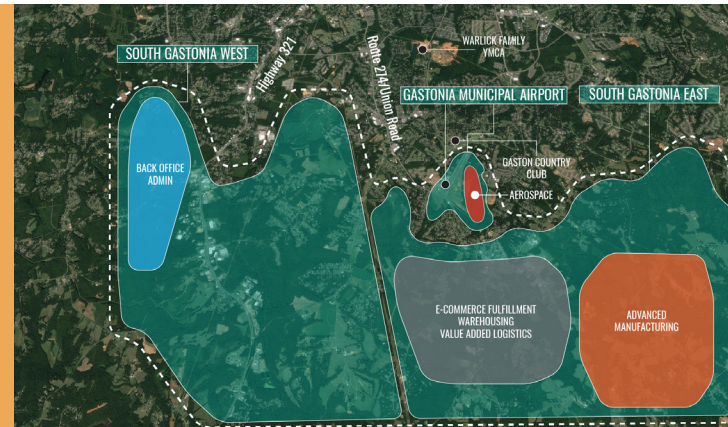 SOUTH GASTONIA WEST
Highway 321
Route 274/Union Road
WARLICK FAMILY
YMCA
GASTONIA MUNICIPAL AIRPORT
SOUTH GASTONIA EAST
BACK OFFICE
ADMIN
GASTON COUNTRY
CLUB
AEROSPACE
E-COMMERCE FULFILLMENT
WAREHOUSING
VALUE ADDED LOGISTICS
ADVANCED
MANUFACTURING